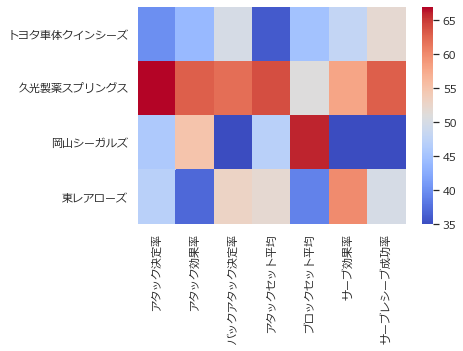 トヨタ車体クインシーズ
久光製薬スプリングス
岡山シーガルズ
東レアローズ
アタック決定率
アタック効果率
バックアタック決定率
アタックセット平均
ブロックセット平均
サーブ効果率
サーブレシーブ成功率
65
60
55
50
45
40
35